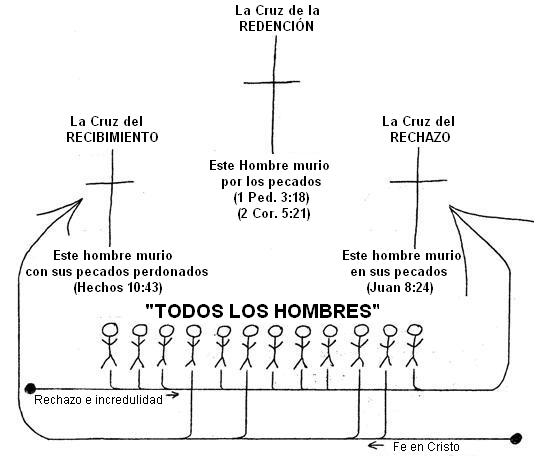 La Cruz de la
REDENCIÓN
La Cruz del
RECIBIMIENTO
La Cruz del
RECHAZO
Este Hombre murio
por los pecados
(1 Ped. 3:18)
(2 Cor. 5:21)
Este hombre murio
con sus pecados perdonados
(Hechos 10:43)
Este hombre murio
en sus pecados
(Juan 8:24)
"TODOS LOS HOMBRES"
Rechazo e incredulidad
Fe en Cristo